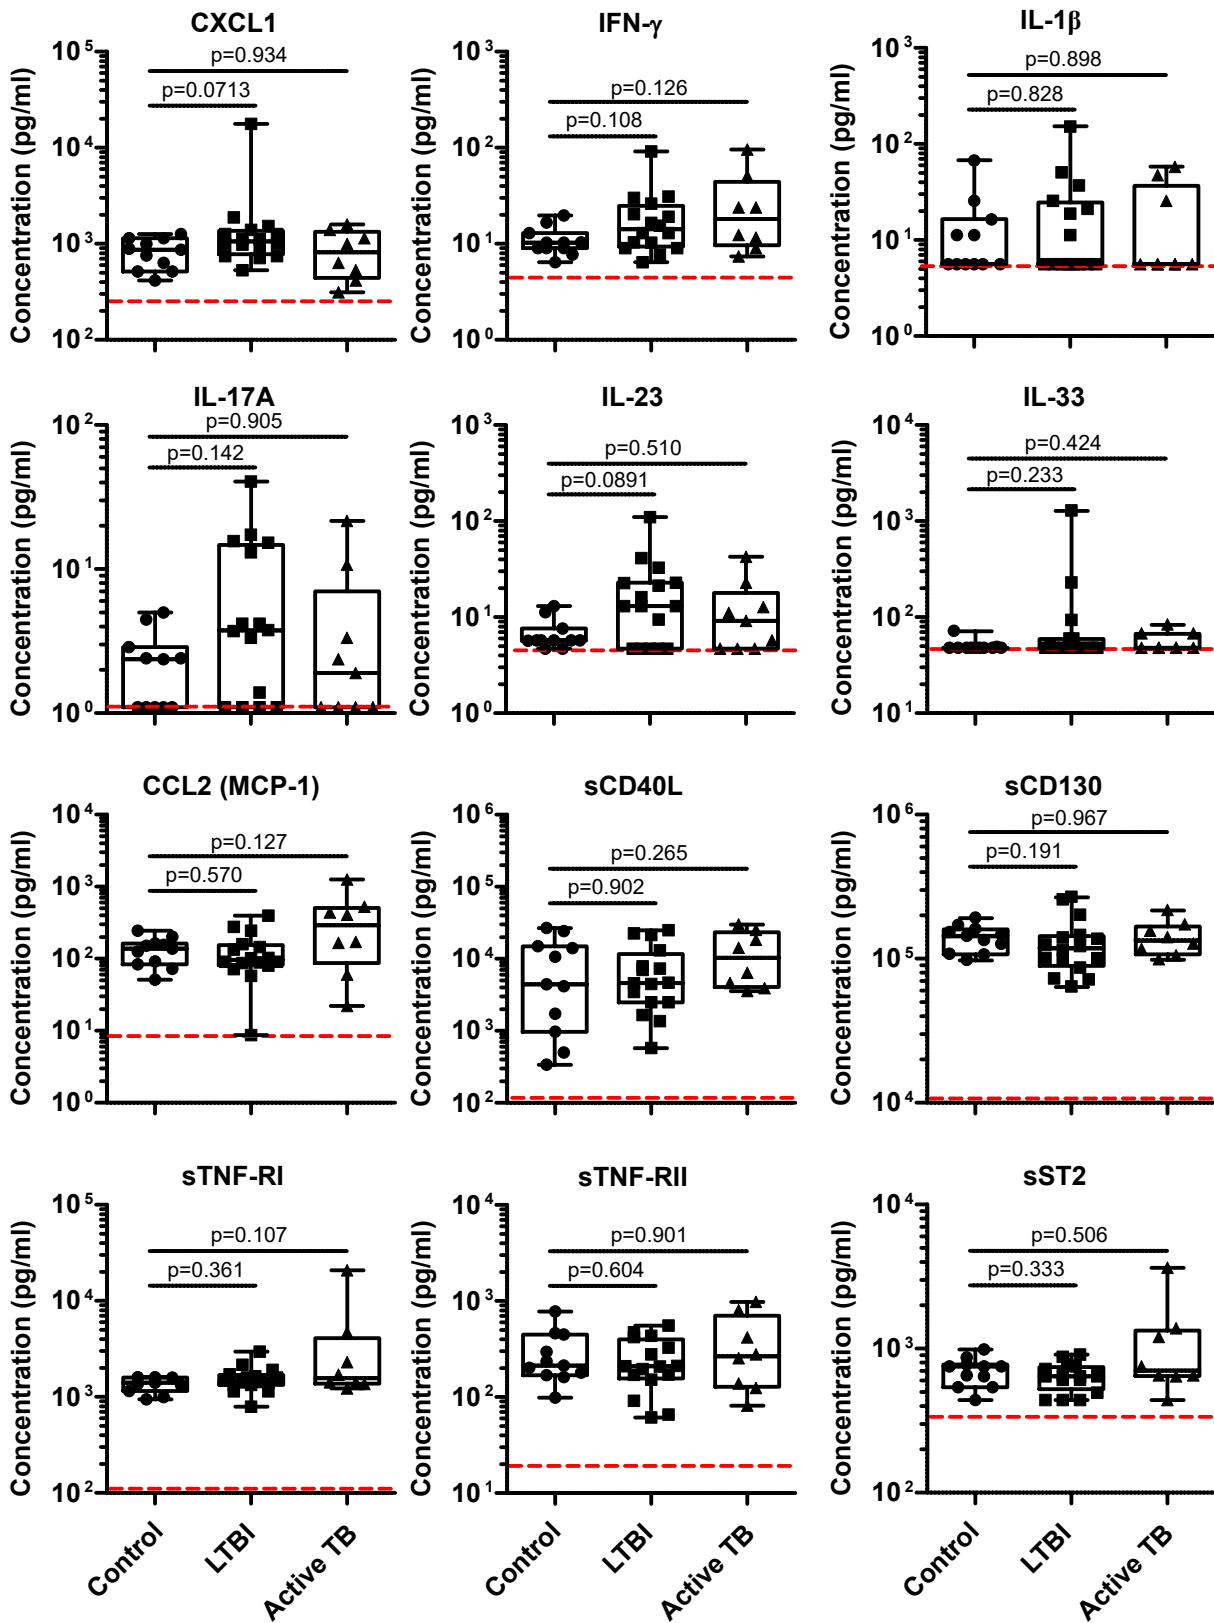 CXCL1
Concentration (pg/ml)
10⁵
10⁴
10³
10²
p=0.934
p=0.0713
IFN-γ
Concentration (pg/ml)
10³
10²
10¹
10⁰
p=0.126
p=0.108
IL-1β
Concentration (pg/ml)
10³
10²
10¹
10⁰
p=0.898
p=0.828
IL-17A
Concentration (pg/ml)
10²
10¹
10⁰
p=0.905
p=0.142
IL-23
Concentration (pg/ml)
10³
10²
10¹
10⁰
p=0.510
p=0.0891
IL-33
Concentration (pg/ml)
10⁴
10³
10²
10¹
p=0.424
p=0.233
CCL2 (MCP-1)
Concentration (pg/ml)
10⁴
10³
10²
10¹
10⁰
p=0.127
p=0.570
sCD40L
Concentration (pg/ml)
10⁶
10⁵
10⁴
10³
10²
p=0.265
p=0.902
sCD130
Concentration (pg/ml)
10⁶
10⁵
10⁴
p=0.967
p=0.191
sTNF-RI
Concentration (pg/ml)
10⁵
10⁴
10³
10²
p=0.107
p=0.361
Control
LTBI
Active TB
sTNF-RII
Concentration (pg/ml)
10⁴
10³
10²
10¹
p=0.901
p=0.604
Control
LTBI
Active TB
sST2
Concentration (pg/ml)
10⁴
10³
10²
p=0.506
p=0.333
Control
LTBI
Active TB